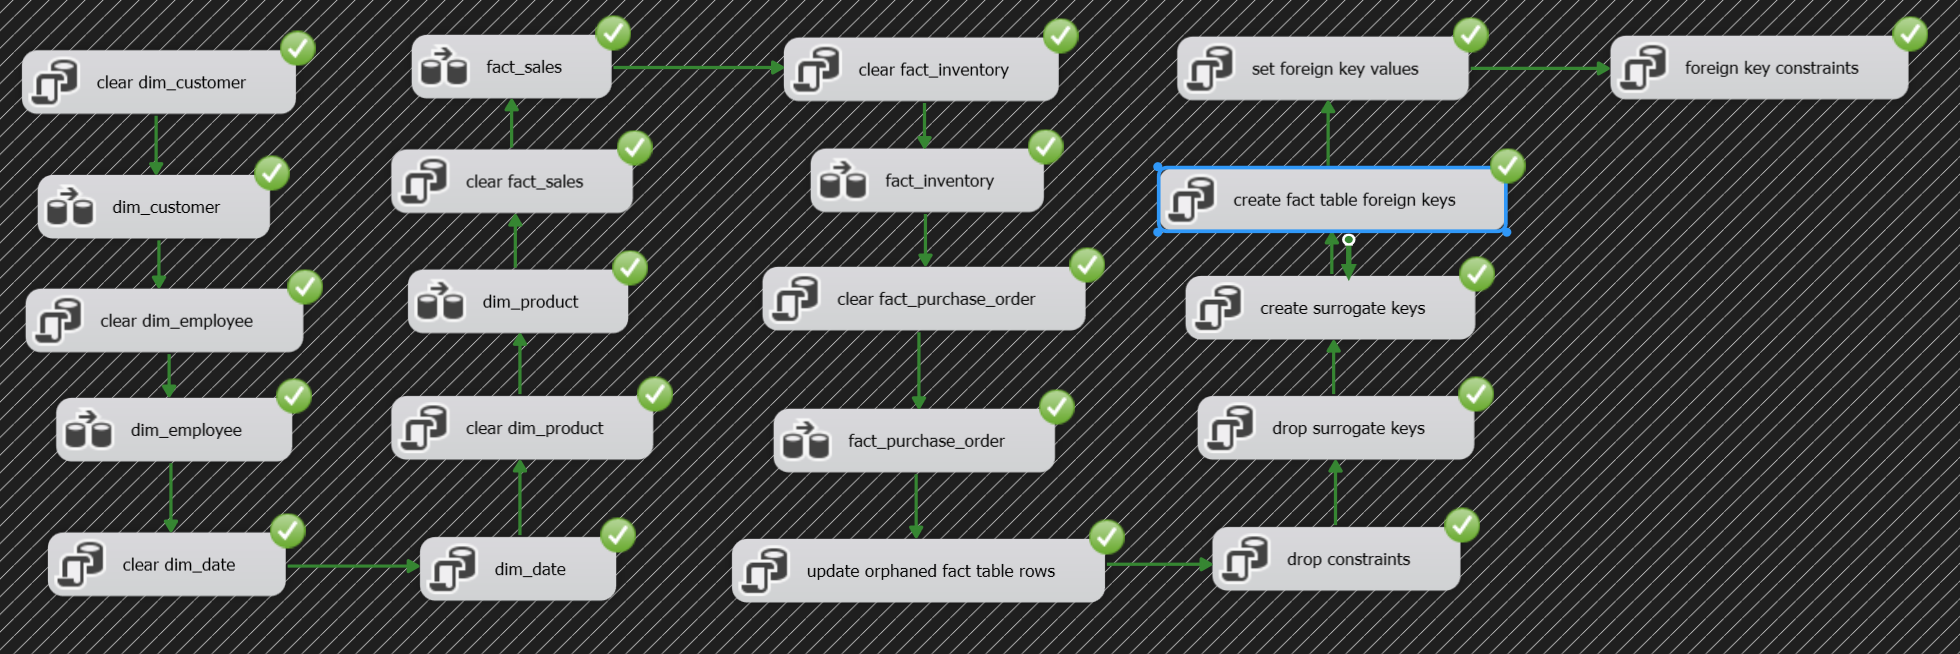 clear dim_customer
dim_customer
clear dim_employee
dim_employee
clear dim_date
dim_date
clear dim_product
dim_product
clear fact_sales
fact_sales
clear fact_inventory
fact_inventory
clear fact_purchase_order
fact_purchase_order
update orphaned fact table rows
drop constraints
drop surrogate keys
create surrogate keys
create fact table foreign keys
set foreign key values
foreign key constraints